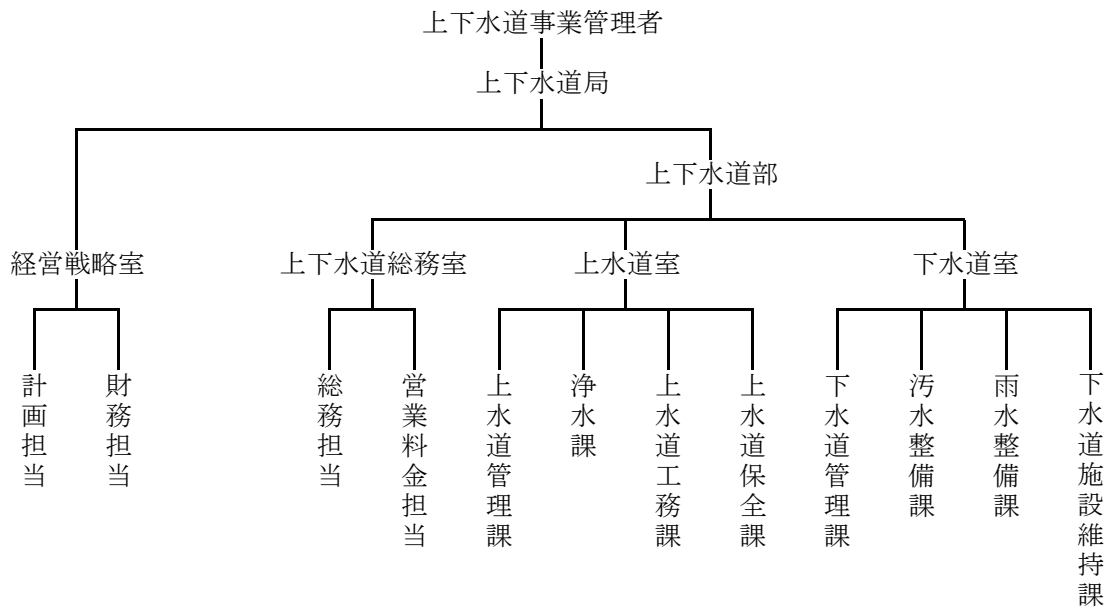 上下水道事業管理者
上下水道局
上下水道部
経営戦略室
上下水道総務室
上水道室
下水道室
計画担当
財務担当
総務担当
営業料金担当
上水道管理課
浄水課
上水道工務課
上水道保全課
下水道管理課
汚水整備課
雨水整備課
下水道施設維持課